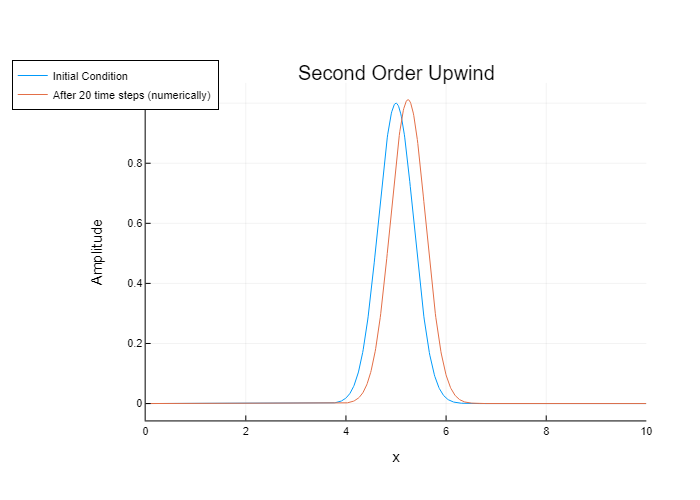 Second Order Upwind
Initial Condition
After 20 time steps (numerically)
Amplitude
0.8
0.6
0.4
0.2
0
0 2 4 6 8 10
x